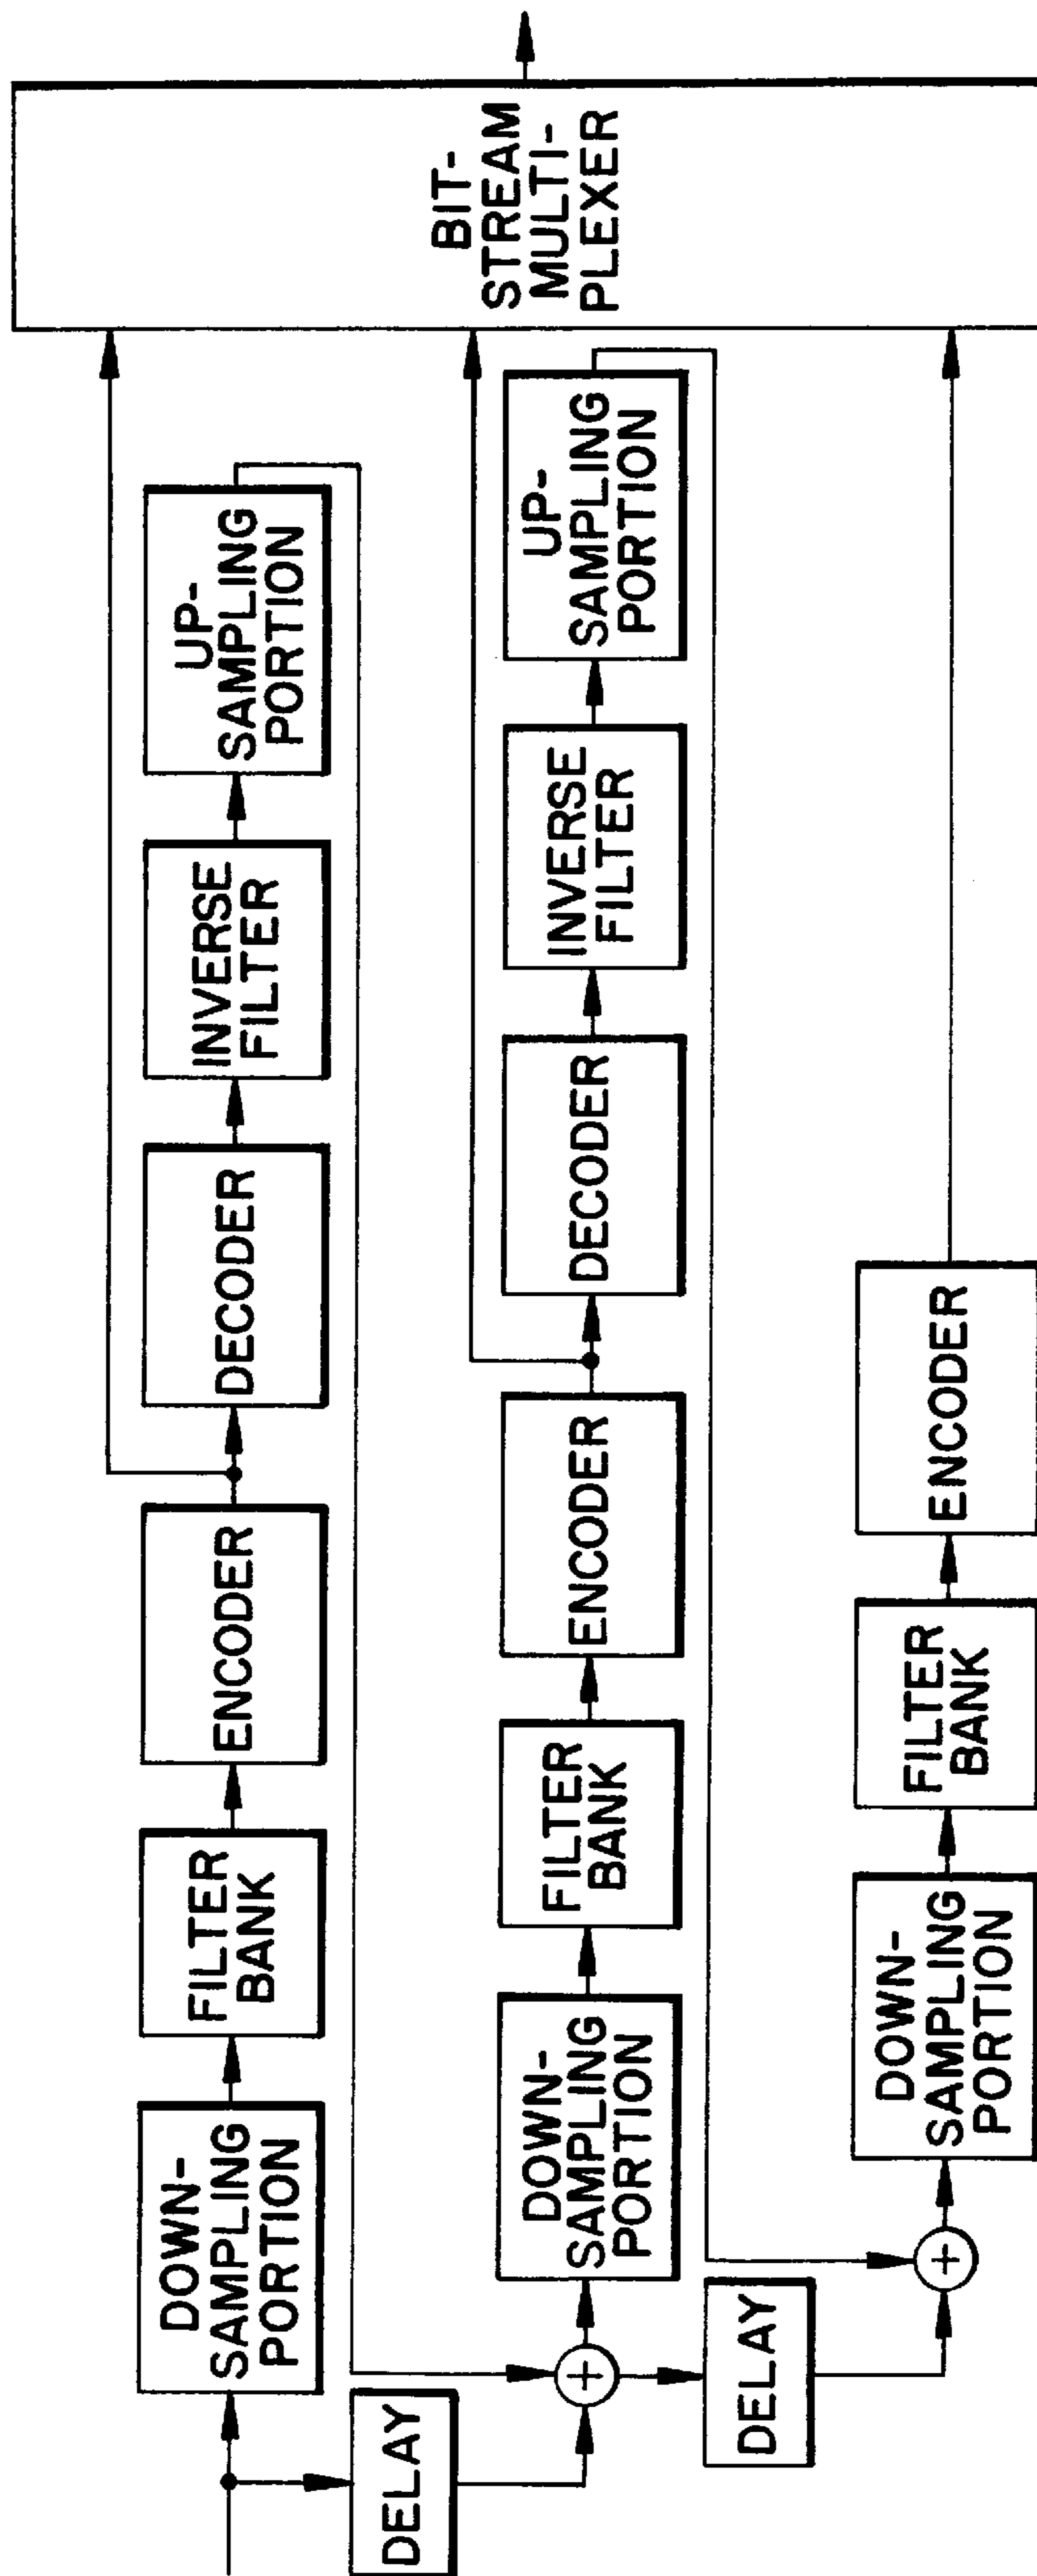 DOWN-
SAMPLING
PORTION
FILTER
BANK
ENCODER
DECODER
INVERSE
FILTER
UP-
SAMPLING
PORTION
BIT-
STREAM
MULTI-
PLEXER
DELAY
+
DOWN-
SAMPLING
PORTION
FILTER
BANK
ENCODER
DECODER
INVERSE
FILTER
UP-
SAMPLING
PORTION
DELAY
+
DOWN-
SAMPLING
PORTION
FILTER
BANK
ENCODER